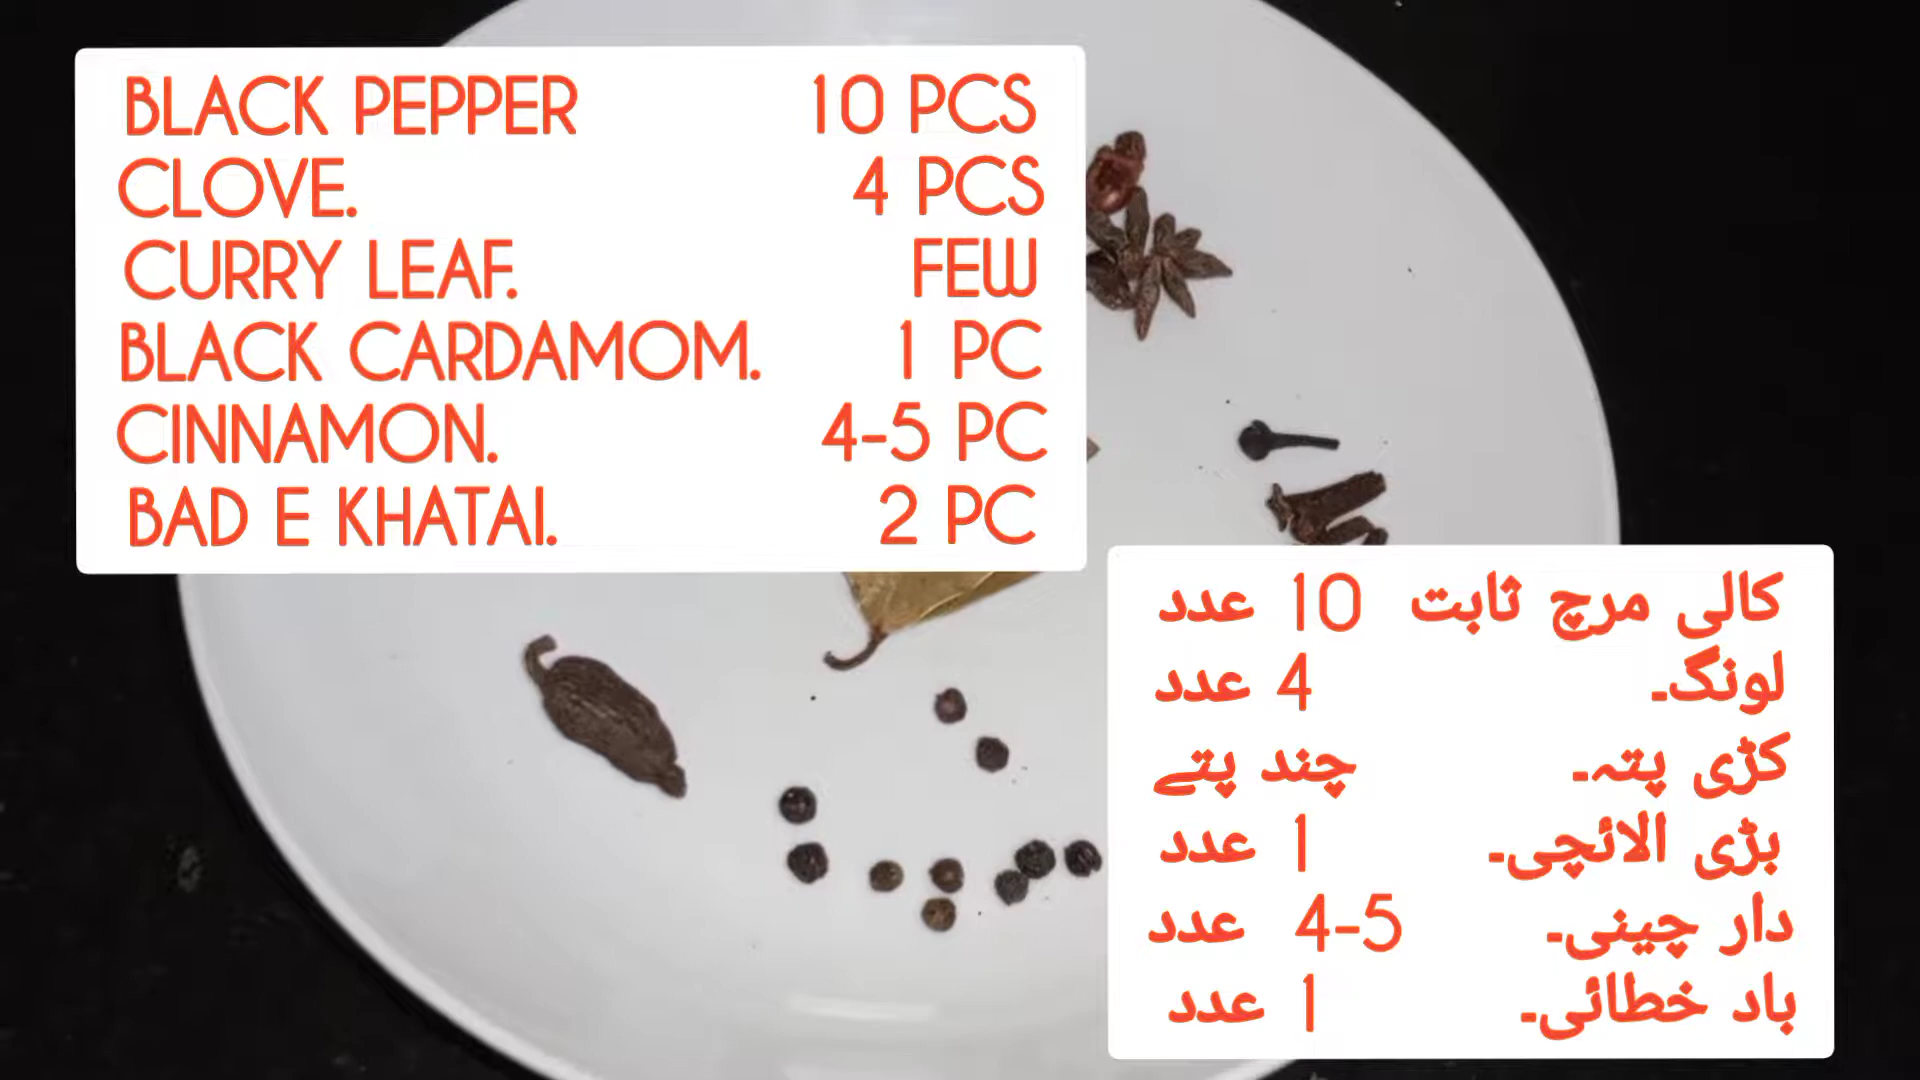 BLACK PEPPER 10 PCS
CLOVE. 4 PCS
CURRY LEAF. FEW
BLACK CARDAMOM. 1 PC
CINNAMON. 4-5 PC
BAD E KHATAI. 2 PC
کالی مرچ ثابت 10 عدد
لونگ۔ 4 عدد
کڑی پتہ۔ چند پتے
بڑی الائچی۔ 1 عدد
دار چینی۔ 4-5 عدد
باد خطائی۔ 1 عدد